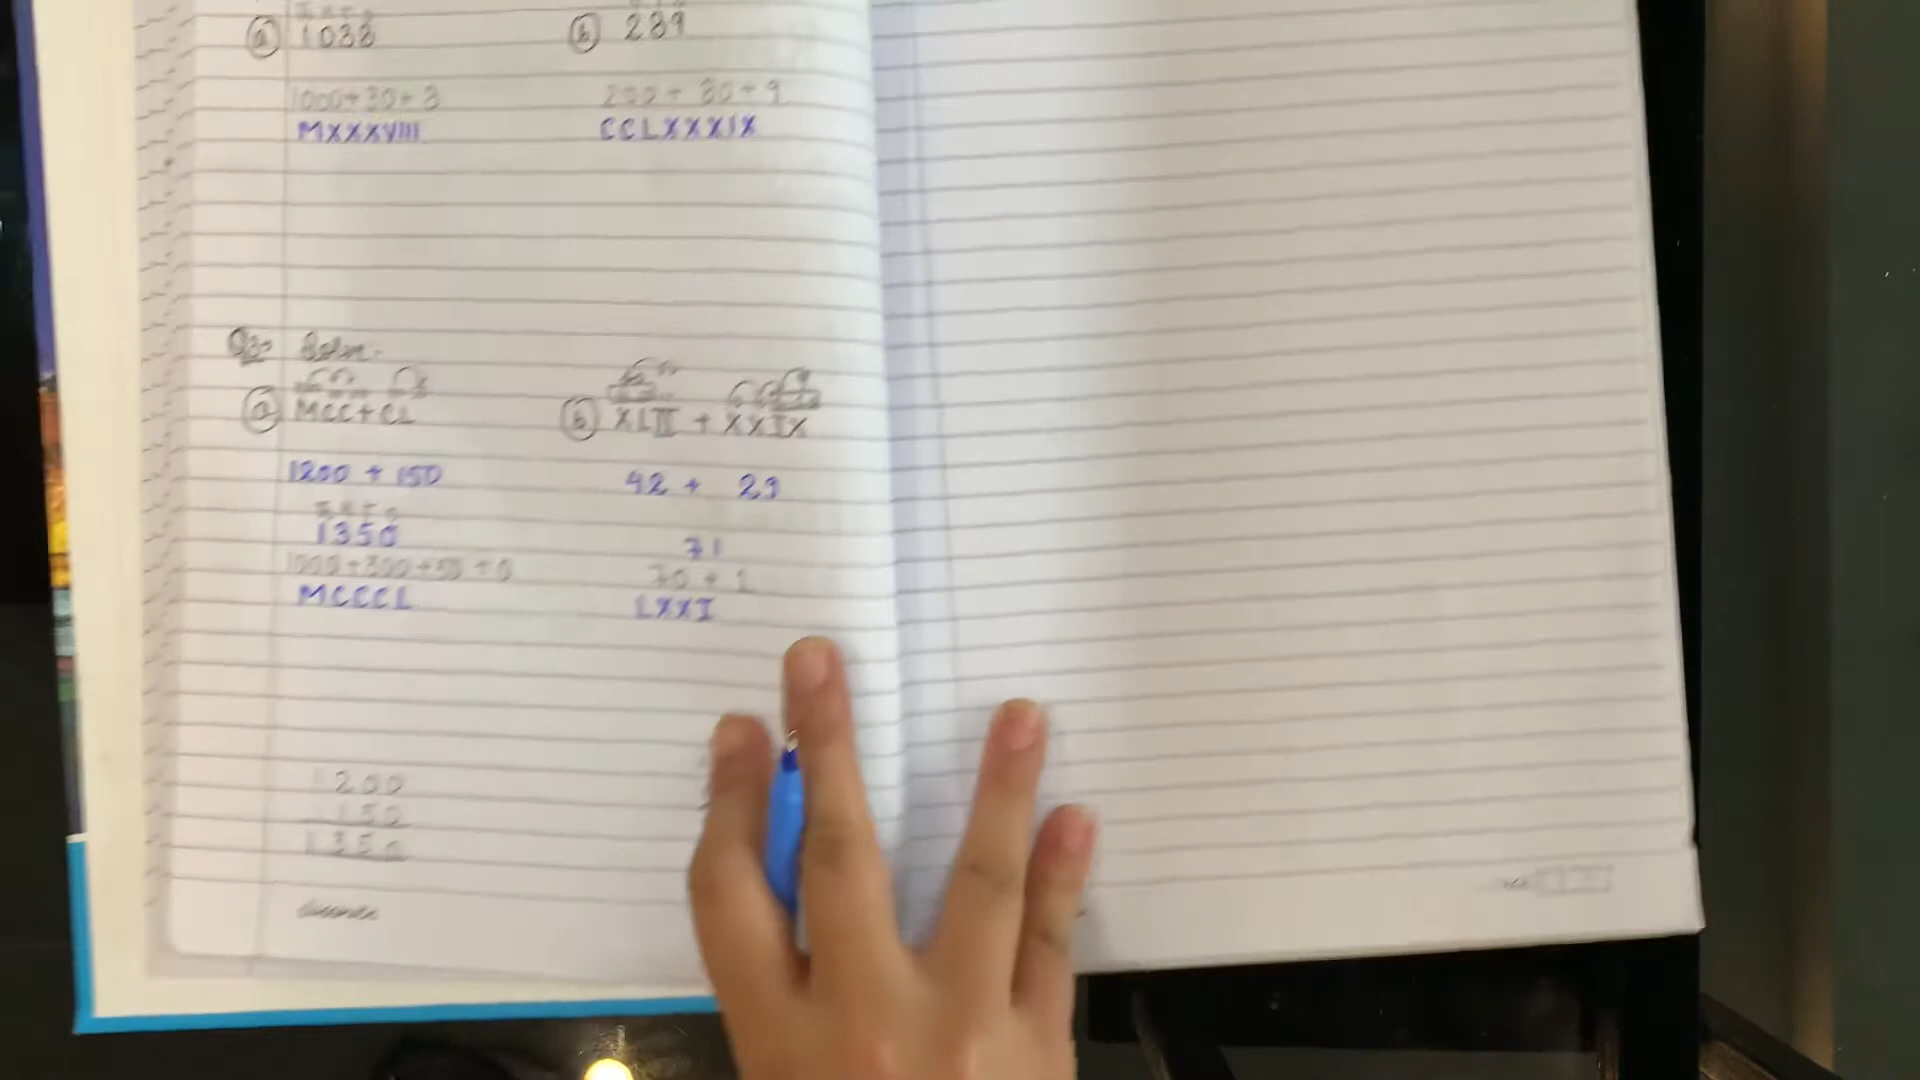 (a) 1038 (b) 289
1000+30+8 200 + 80 + 9
MXXXVIII CCLXXXIX
Q3> Solve.
(a) MCC+CL (b) XLII + XXIX
1200 + 150 42 + 29
1350 71
1000+300+50+0 70 + 1
MCCCL LXXI
1200
150
1350